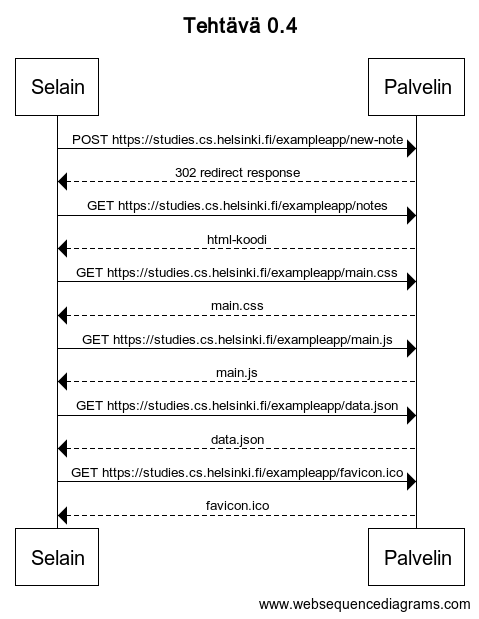 Tehtävä 0.4
Selain Palvelin
POST https://studies.cs.helsinki.fi/exampleapp/new-note
302 redirect response
GET https://studies.cs.helsinki.fi/exampleapp/notes
html-koodi
GET https://studies.cs.helsinki.fi/exampleapp/main.css
main.css
GET https://studies.cs.helsinki.fi/exampleapp/main.js
main.js
GET https://studies.cs.helsinki.fi/exampleapp/data.json
data.json
GET https://studies.cs.helsinki.fi/exampleapp/favicon.ico
favicon.ico
Selain Palvelin
www.websequencediagrams.com